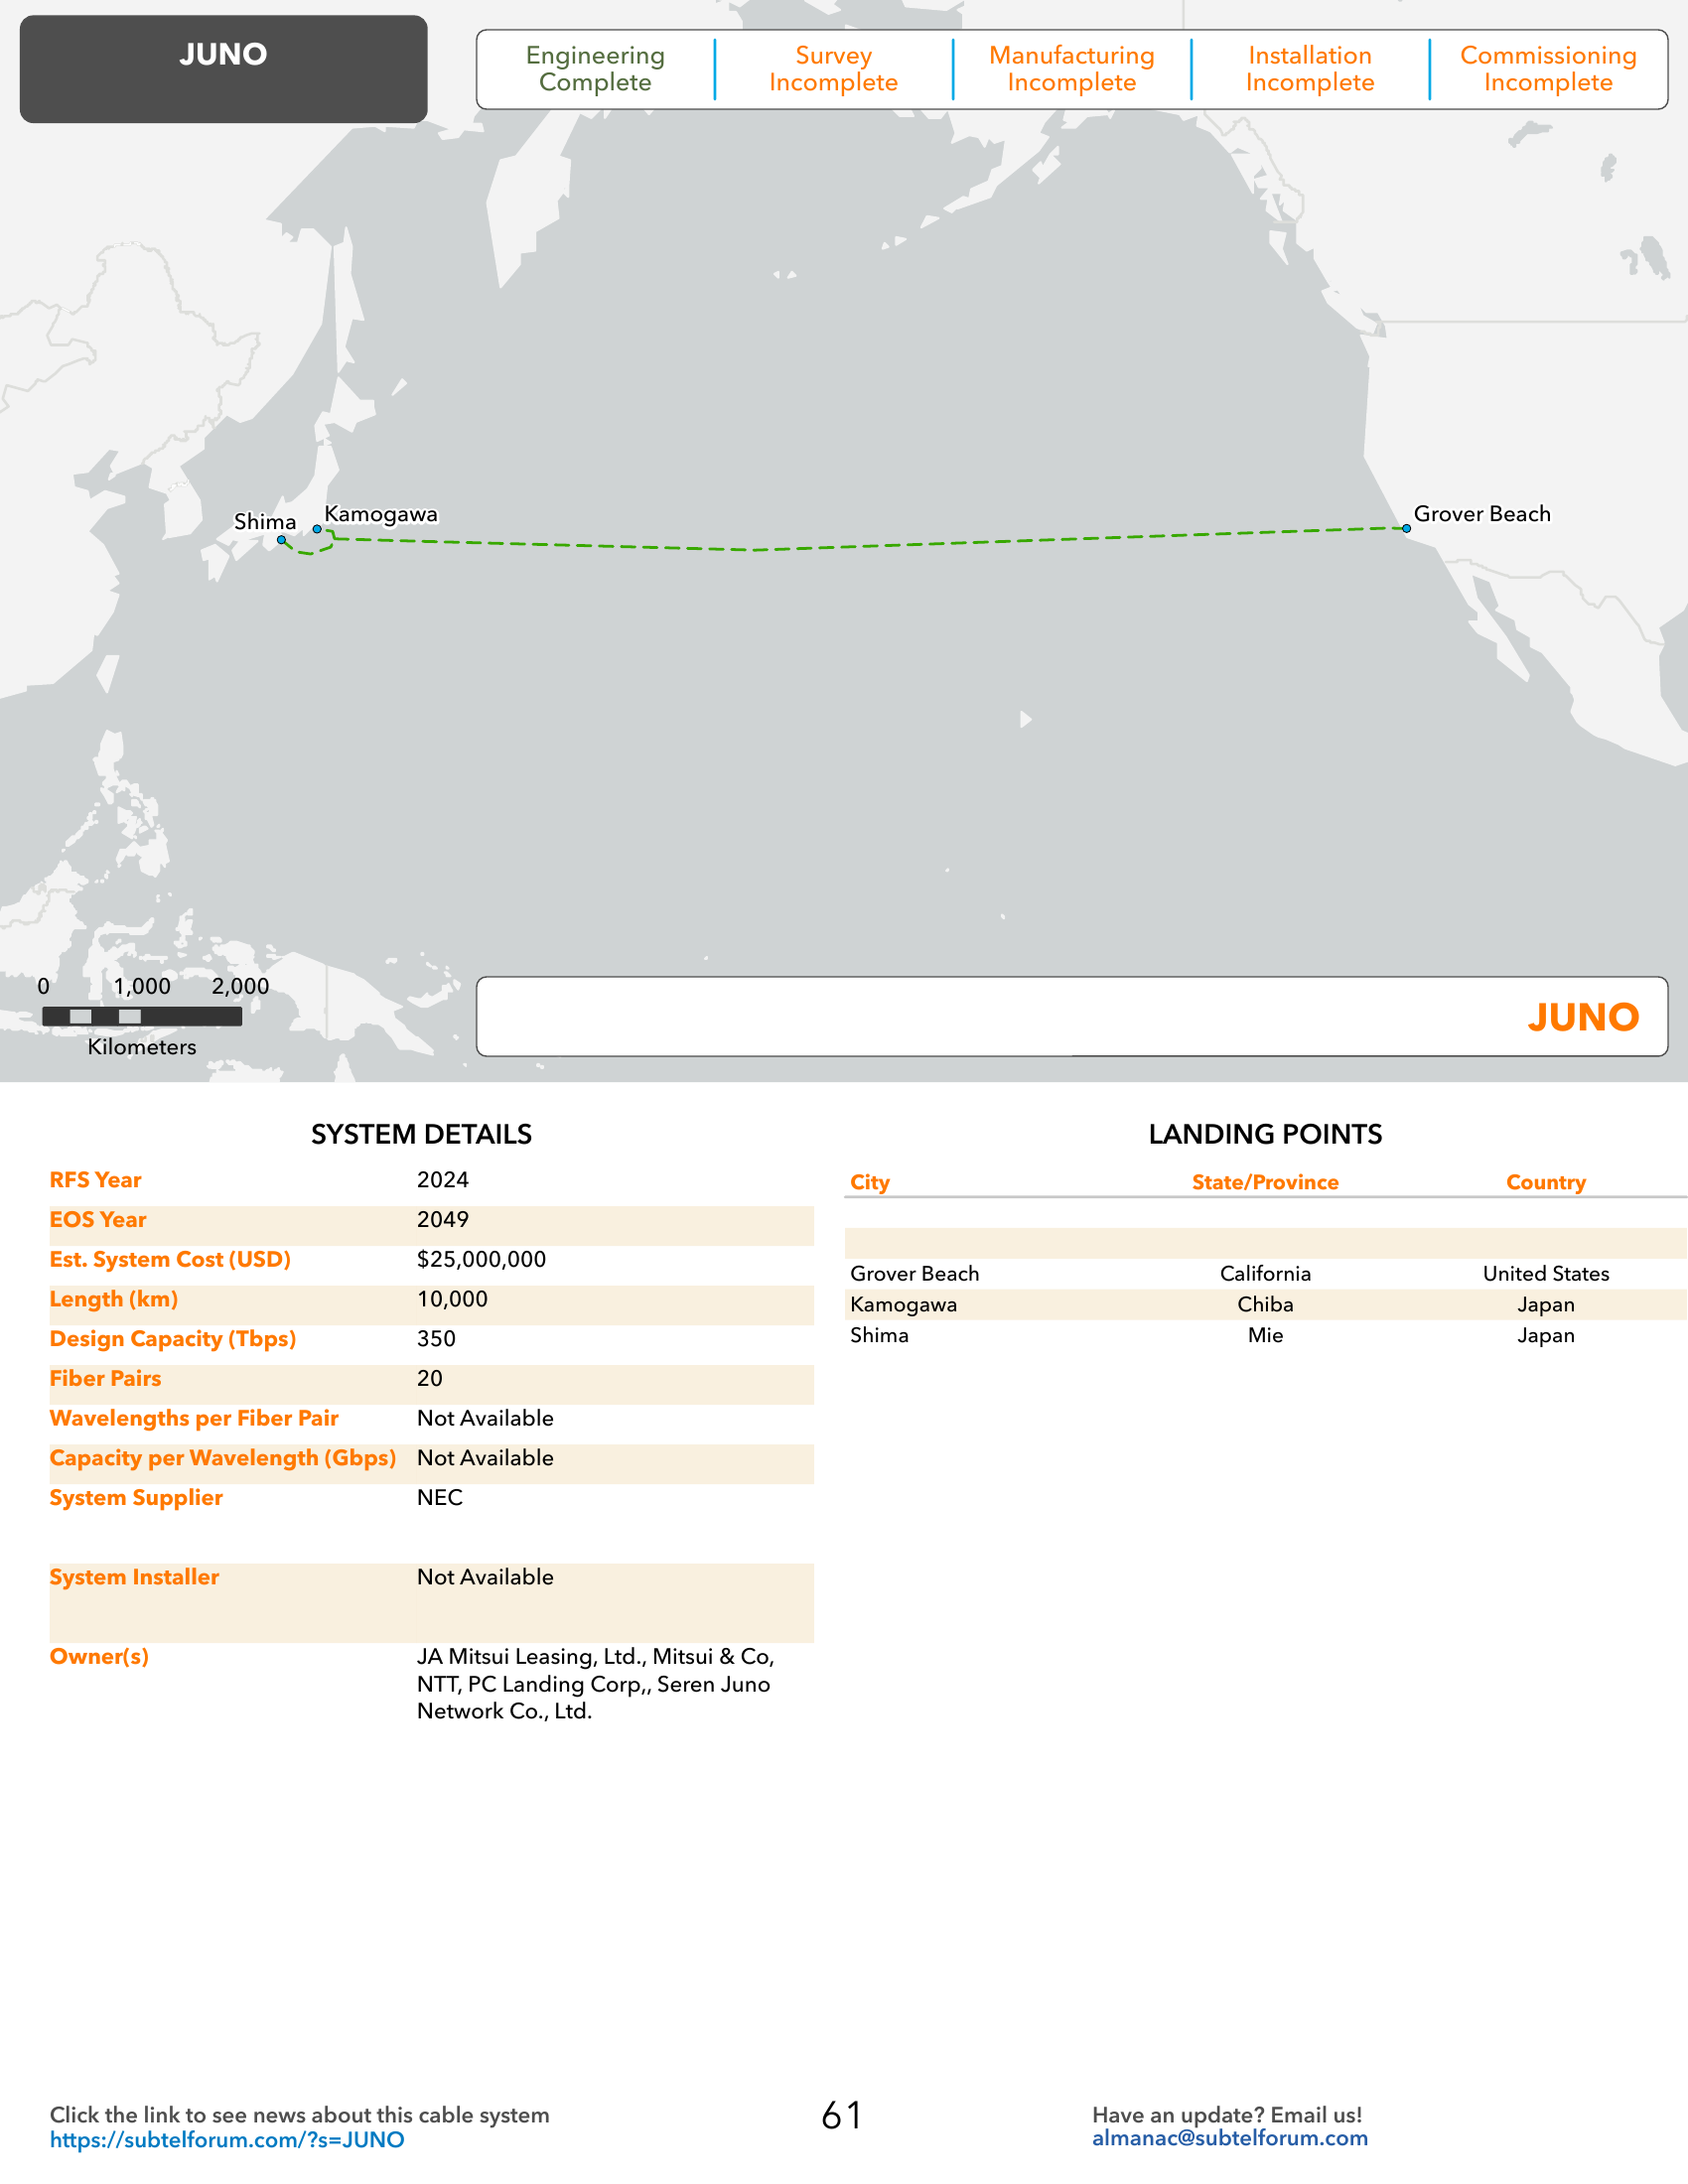 JUNO
Engineering Complete
Survey Incomplete
Manufacturing Incomplete
Installation Incomplete
Commissioning Incomplete
Shima
Kamogawa
Grover Beach
0 1,000 2,000
Kilometers
JUNO
SYSTEM DETAILS
RFS Year 2024
EOS Year 2049
Est. System Cost (USD) $25,000,000
Length (km) 10,000
Design Capacity (Tbps) 350
Fiber Pairs 20
Wavelengths per Fiber Pair Not Available
Capacity per Wavelength (Gbps) Not Available
System Supplier NEC
System Installer Not Available
Owner(s) JA Mitsui Leasing, Ltd., Mitsui & Co,
NTT, PC Landing Corp,, Seren Juno
Network Co., Ltd.
LANDING POINTS
City State/Province Country
Grover Beach California United States
Kamogawa Chiba Japan
Shima Mie Japan
Click the link to see news about this cable system
https://subtelforum.com/?s=JUNO
61
Have an update? Email us!
almanac@subtelforum.com